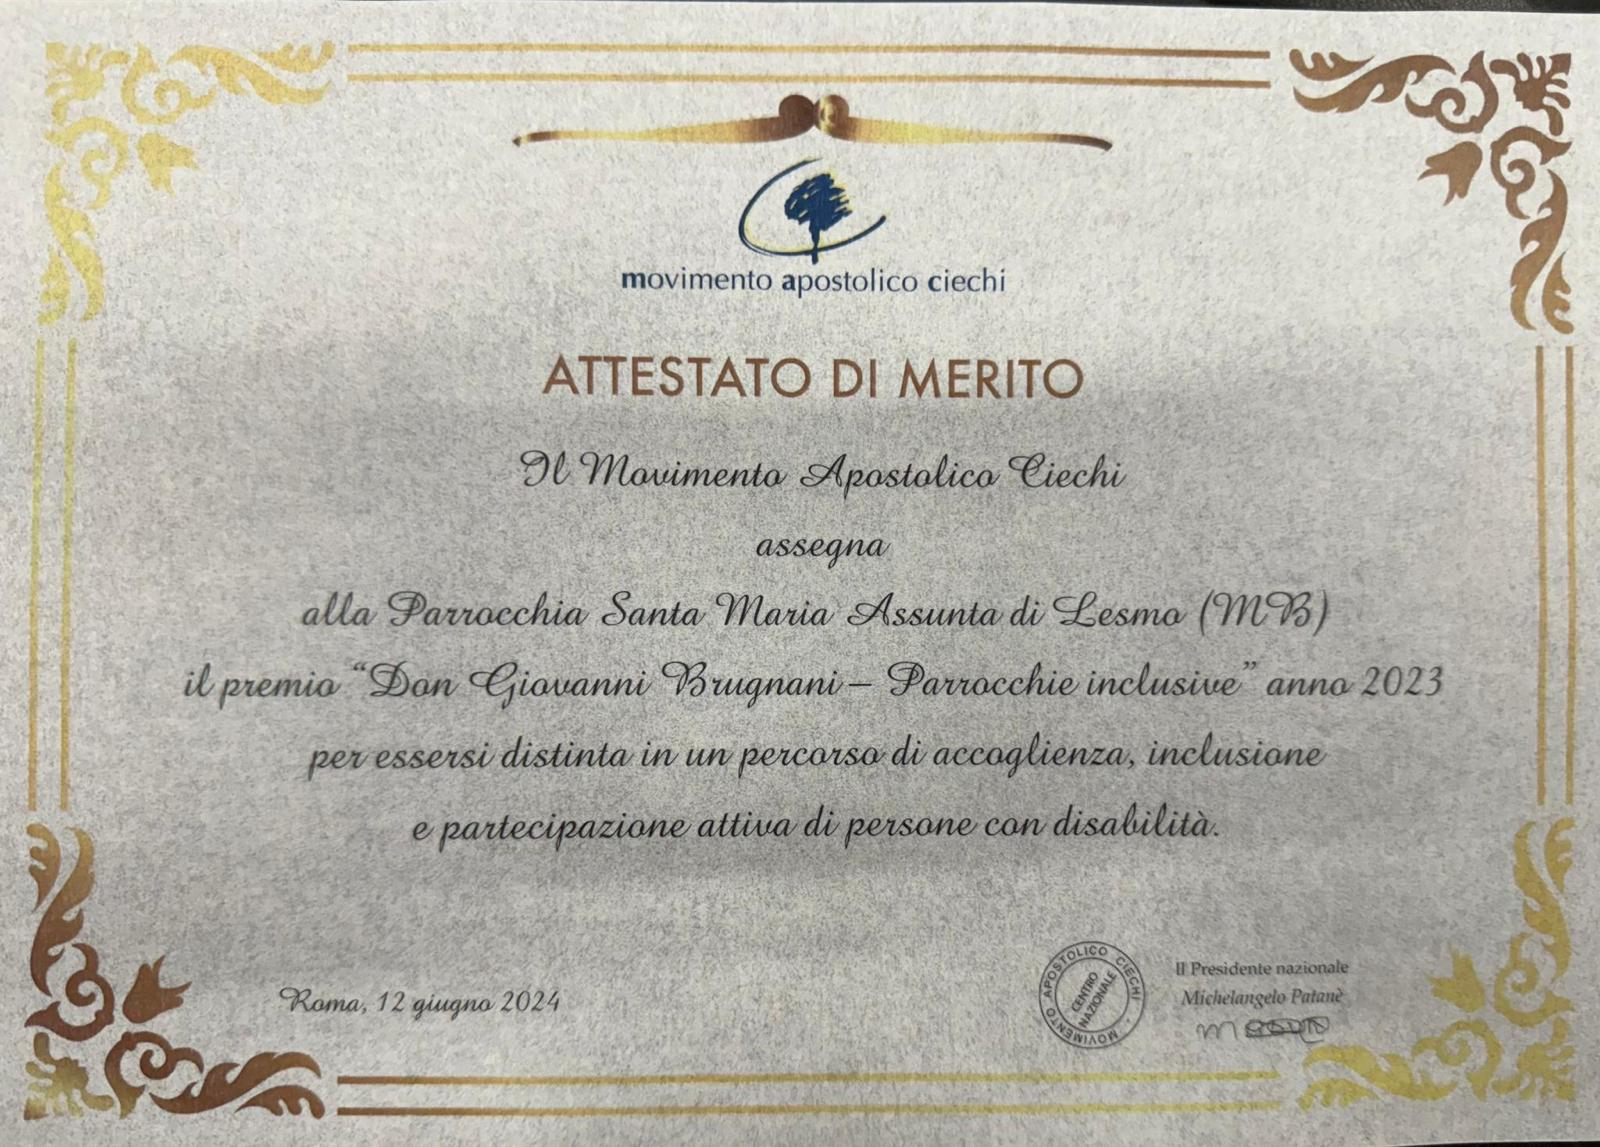 movimento apostolico ciechi
ATTESTATO DI MERITO
Il Movimento Apostolico Ciechi
assegna
alla Parrocchia Santa Maria Assunta di Lesmo (MB)
il premio “Don Giovanni Brugnani – Parrocchie inclusive” anno 2023
per essersi distinta in un percorso di accoglienza, inclusione
e partecipazione attiva di persone con disabilità.
Roma, 12 giugno 2024
MOVIMENTO APOSTOLICO CIECHI
CENTRO
NAZIONALE
Il Presidente nazionale
Michelangelo Patanè